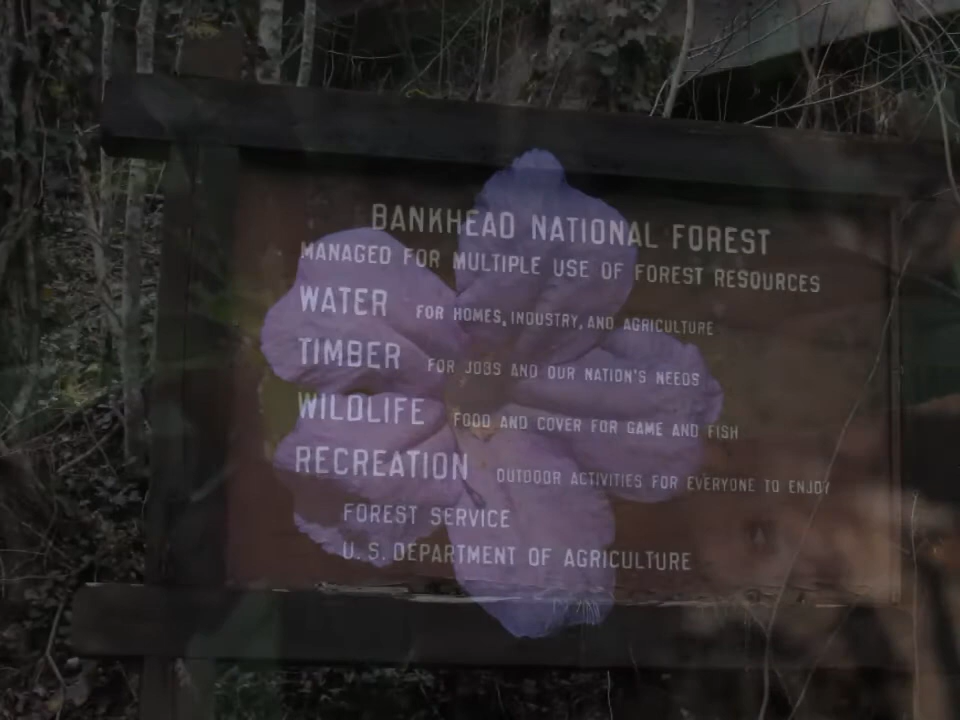 BANKHEAD NATIONAL FOREST
MANAGED FOR MULTIPLE USE OF FOREST RESOURCES
WATER FOR HOMES, INDUSTRY, AND AGRICULTURE
TIMBER FOR JOBS AND OUR NATION'S NEEDS
WILDLIFE FOOD AND COVER FOR GAME AND FISH
RECREATION OUTDOOR ACTIVITIES FOR EVERYONE TO ENJOY
FOREST SERVICE
U. S. DEPARTMENT OF AGRICULTURE